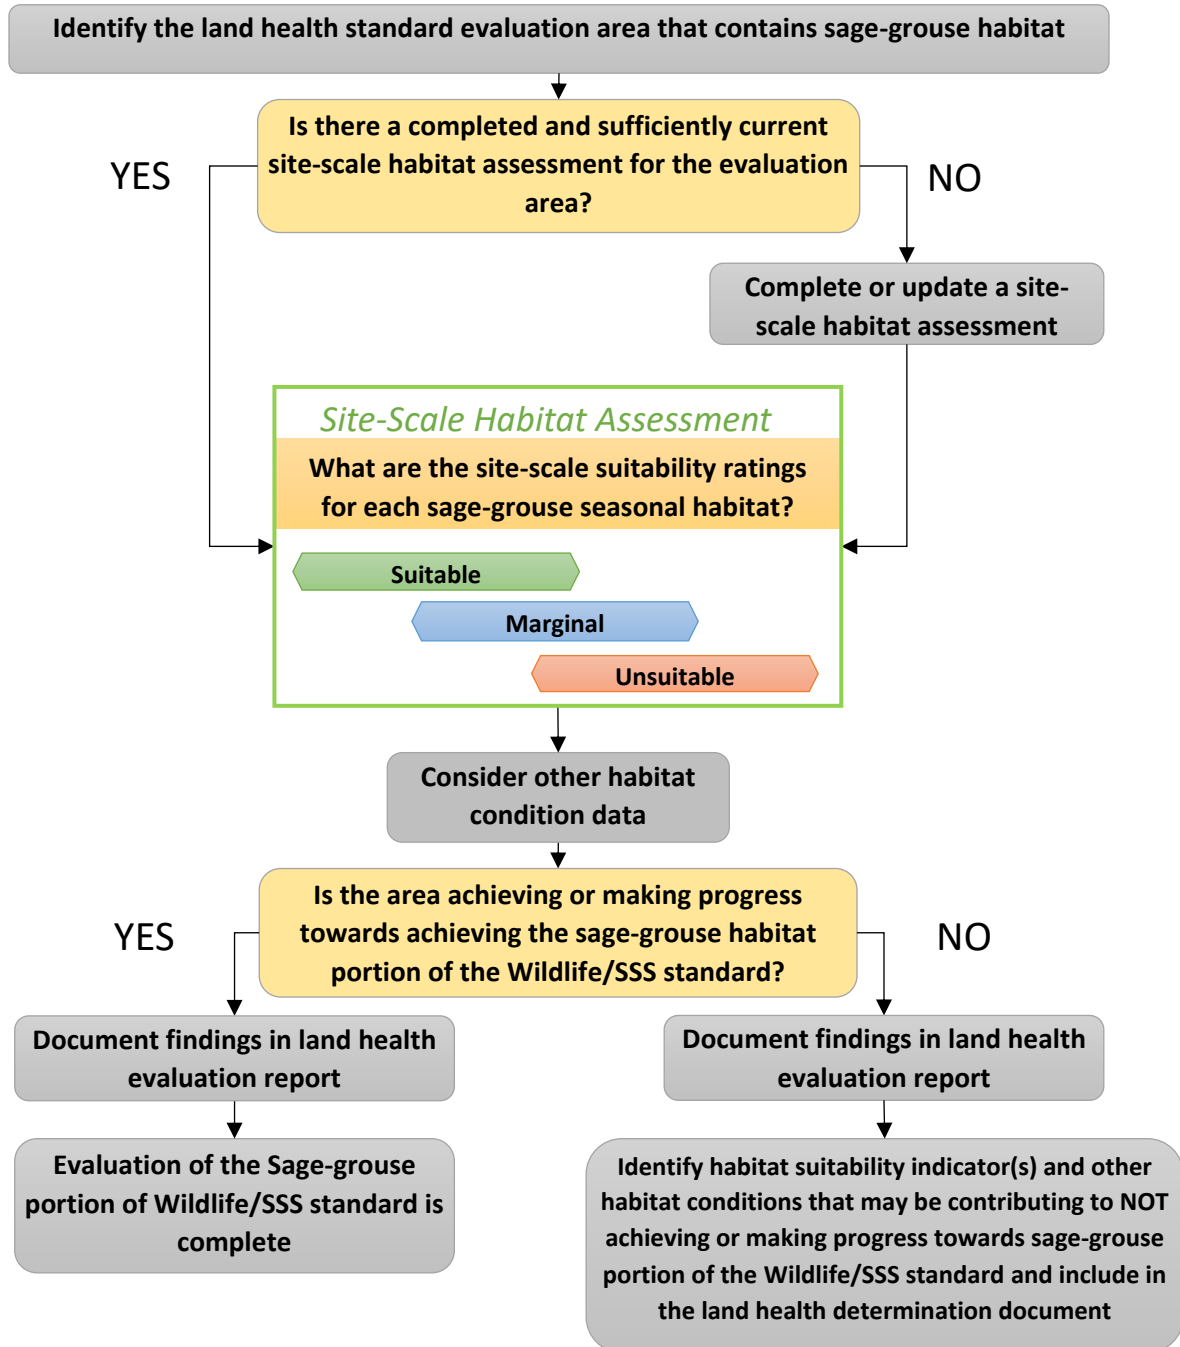 Identify the land health standard evaluation area that contains sage-grouse habitat
Is there a completed and sufficiently current
site-scale habitat assessment for the evaluation
area?
YES
NO
Complete or update a site-
scale habitat assessment
Site-Scale Habitat Assessment
What are the site-scale suitability ratings
for each sage-grouse seasonal habitat?
Suitable
Marginal
Unsuitable
Consider other habitat
condition data
Is the area achieving or making progress
towards achieving the sage-grouse habitat
portion of the Wildlife/SSS standard?
YES
NO
Document findings in land health
evaluation report
Document findings in land health
evaluation report
Evaluation of the Sage-grouse
portion of Wildlife/SSS standard is
complete
Identify habitat suitability indicator(s) and other
habitat conditions that may be contributing to NOT
achieving or making progress towards sage-grouse
portion of the Wildlife/SSS standard and include in
the land health determination document